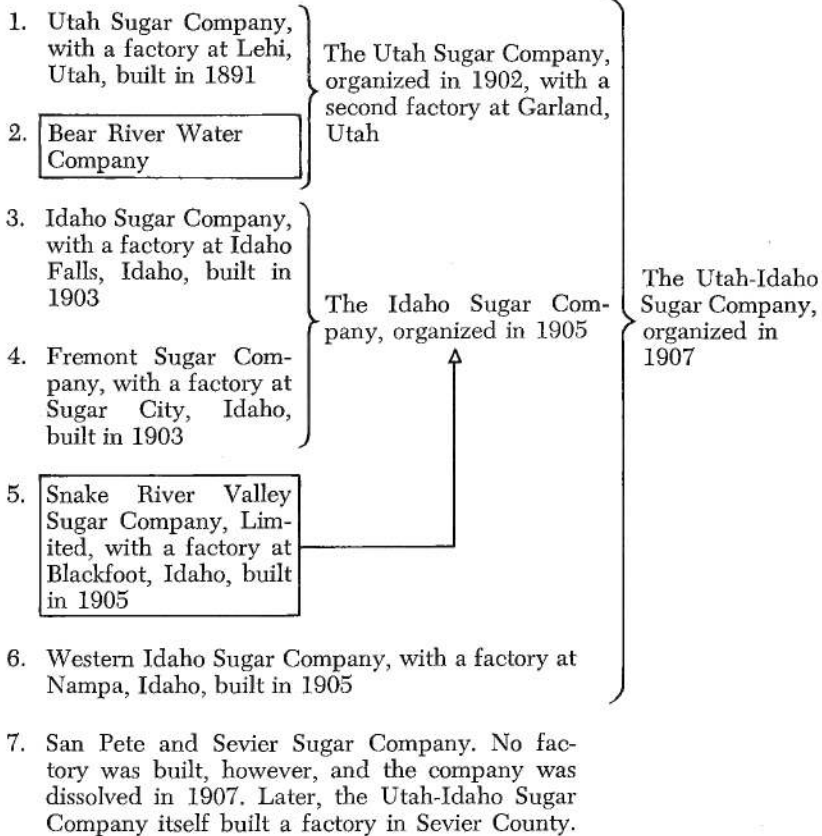 1. Utah Sugar Company,
with a factory at Lehi,
Utah, built in 1891
2. Bear River Water
Company
The Utah Sugar Company,
organized in 1902, with a
second factory at Garland,
Utah
3. Idaho Sugar Company,
with a factory at Idaho
Falls, Idaho, built in
1903
4. Fremont Sugar Com-
pany, with a factory at
Sugar City, Idaho,
built in 1903
The Idaho Sugar Com-
pany, organized in 1905
5. Snake River Valley
Sugar Company, Lim-
ited, with a factory at
Blackfoot, Idaho, built
in 1905
6. Western Idaho Sugar Company, with a factory at
Nampa, Idaho, built in 1905
The Utah-Idaho
Sugar Company,
organized in
1907
7. San Pete and Sevier Sugar Company. No fac-
tory was built, however, and the company was
dissolved in 1907. Later, the Utah-Idaho Sugar
Company itself built a factory in Sevier County.